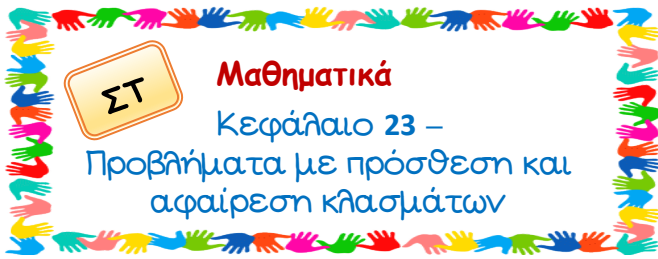 ΣΤ
Μαθηματικά
Κεφάλαιο 23 –
Προβλήματα με πρόσθεση και
αφαίρεση κλασμάτων